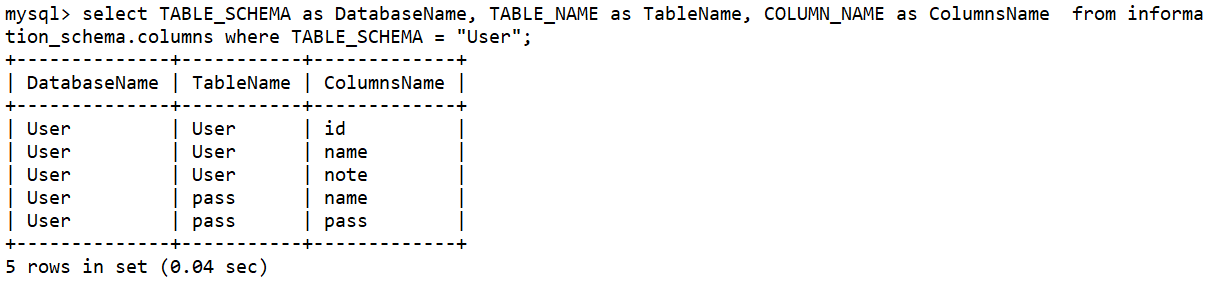 mysql> select TABLE_SCHEMA as DatabaseName, TABLE_NAME as TableName, COLUMN_NAME as ColumnsName  from informa
tion_schema.columns where TABLE_SCHEMA = "User";
+--------------+-----------+-------------+
| DatabaseName | TableName | ColumnsName |
+--------------+-----------+-------------+
| User         | User      | id          |
| User         | User      | name        |
| User         | User      | note        |
| User         | pass      | name        |
| User         | pass      | pass        |
+--------------+-----------+-------------+
5 rows in set (0.04 sec)